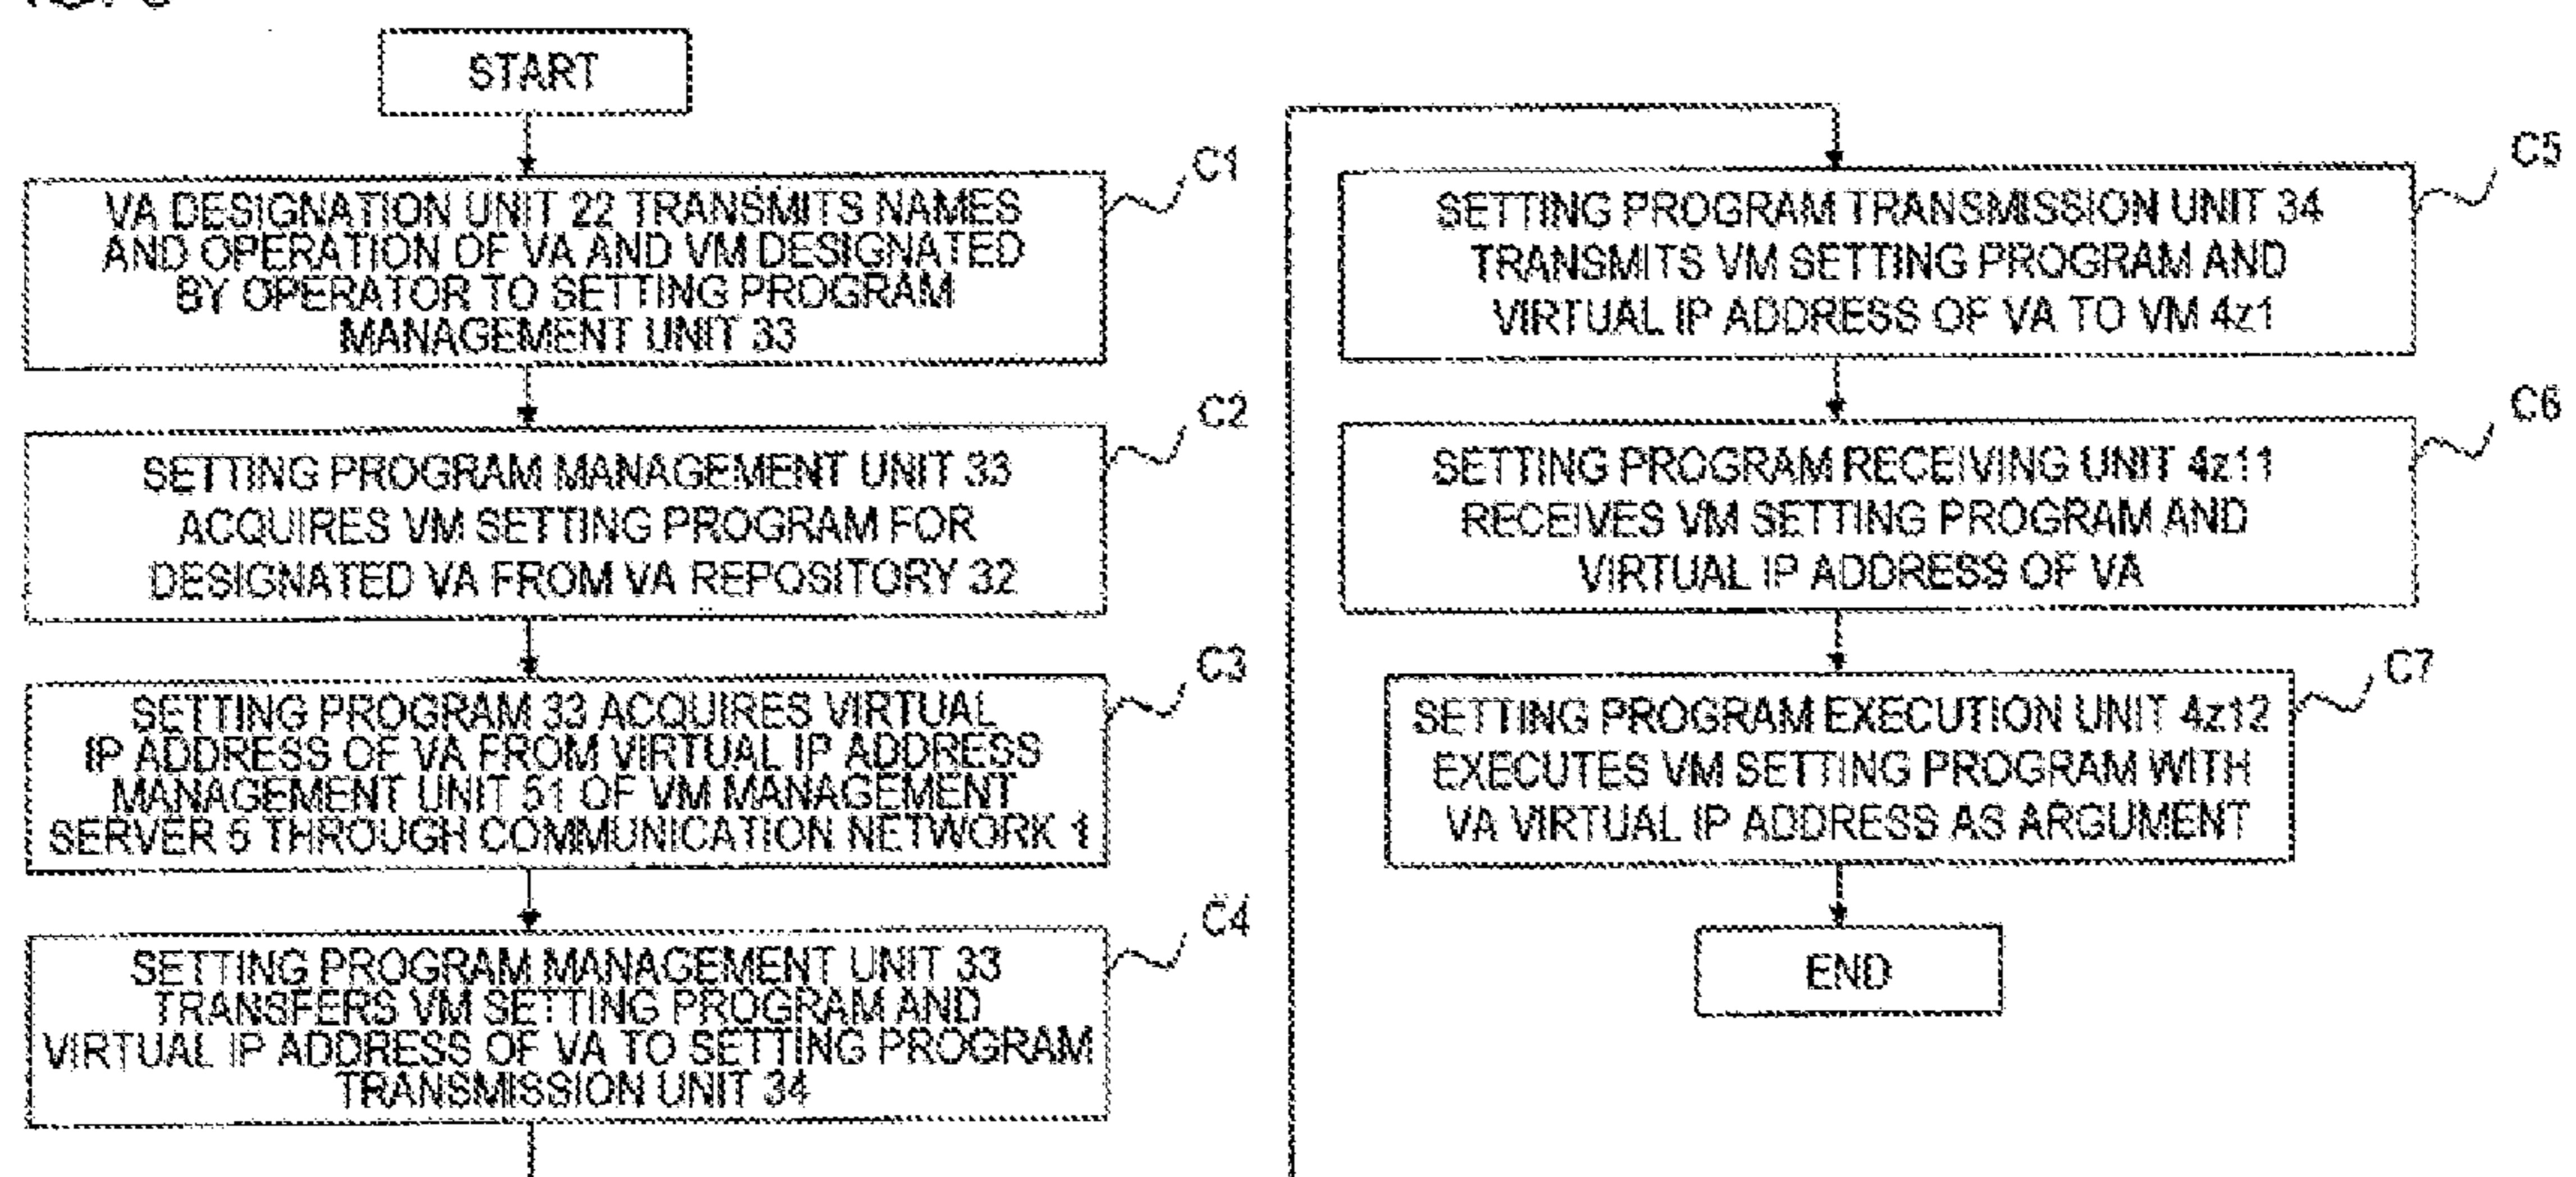 START
C1
VA DESIGNATION UNIT 22 TRANSMITS NAMES
AND OPERATION OF VA AND VM DESIGNATED
BY OPERATOR TO SETTING PROGRAM
MANAGEMENT UNIT 33
C2
SETTING PROGRAM MANAGEMENT UNIT 33
ACQUIRES VM SETTING PROGRAM FOR
DESIGNATED VA FROM VA REPOSITORY 32
C3
SETTING PROGRAM 33 ACQUIRES VIRTUAL
IP ADDRESS OF VA FROM VIRTUAL IP ADDRESS
MANAGEMENT UNIT 51 OF VM MANAGEMENT
SERVER 5 THROUGH COMMUNICATION NETWORK 1
C4
SETTING PROGRAM MANAGEMENT UNIT 33
TRANSFERS VM SETTING PROGRAM AND
VIRTUAL IP ADDRESS OF VA TO SETTING PROGRAM
TRANSMISSION UNIT 34
C5
SETTING PROGRAM TRANSMISSION UNIT 34
TRANSMITS VM SETTING PROGRAM AND
VIRTUAL IP ADDRESS OF VA TO VM 4z1
C6
SETTING PROGRAM RECEIVING UNIT 4z11
RECEIVES VM SETTING PROGRAM AND
VIRTUAL IP ADDRESS OF VA
C7
SETTING PROGRAM EXECUTION UNIT 4z12
EXECUTES VM SETTING PROGRAM WITH
VA VIRTUAL IP ADDRESS AS ARGUMENT
END